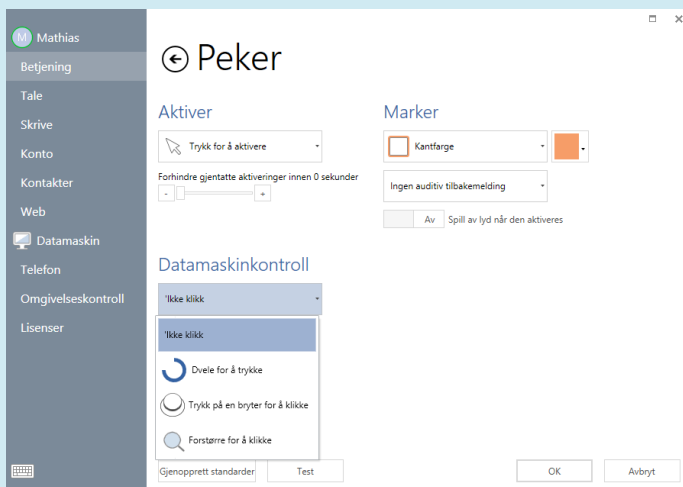 M Mathias
Betjening
Tale
Skrive
Konto
Kontakter
Web
Datamaskin
Telefon
Omgivelseskontroll
Lisenser
Peker
Aktiver
Trykk for å aktivere
Forhindre gjentatte aktiveringer innen 0 sekunder
- +
Marker
Kantfarge
Ingen auditiv tilbakemelding
Av Spill av lyd når den aktiveres
Datamaskinkontroll
'Ikke klikk
'Ikke klikk
Dvele for å trykke
Trykk på en bryter for å klikke
Forstørre for å klikke
Gjenopprett standarder Test OK Avbryt